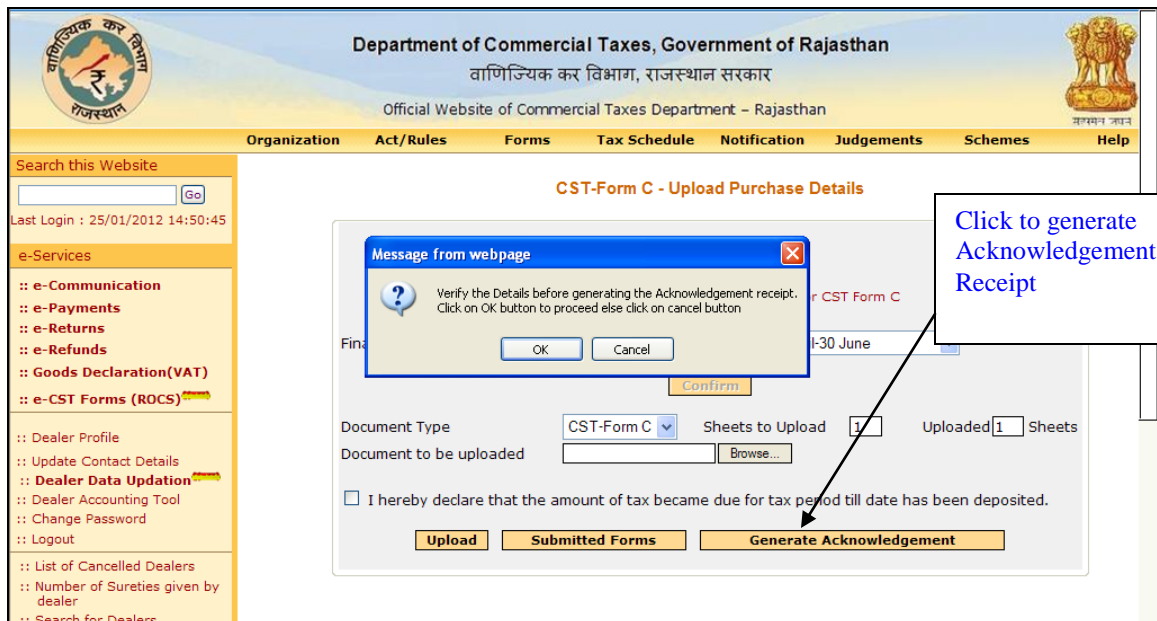 वाणिज्यिक कर विभाग
राजस्थान
Department of Commercial Taxes, Government of Rajasthan
वाणिज्यिक कर विभाग, राजस्थान सरकार
Official Website of Commercial Taxes Department – Rajasthan
Organization Act/Rules Forms Tax Schedule Notification Judgements Schemes Help
Search this Website
Go
Last Login : 25/01/2012 14:50:45
e-Services
:: e-Communication
:: e-Payments
:: e-Returns
:: e-Refunds
:: Goods Declaration(VAT)
:: e-CST Forms (ROCS)
:: Dealer Profile
:: Update Contact Details
:: Dealer Data Updation
:: Dealer Accounting Tool
:: Change Password
:: Logout
:: List of Cancelled Dealers
:: Number of Sureties given by
dealer
:: Search for Dealers
CST-Form C - Upload Purchase Details
Click to generate
Acknowledgement
Receipt
Message from webpage
Verify the Details before generating the Acknowledgement receipt.
Click on OK button to proceed else click on cancel button
OK Cancel
CST Form C
30 June
Confirm
Document Type CST-Form C Sheets to Upload 1 Uploaded 1 Sheets
Document to be uploaded Browse...
I hereby declare that the amount of tax became due for tax period till date has been deposited.
Upload Submitted Forms Generate Acknowledgement